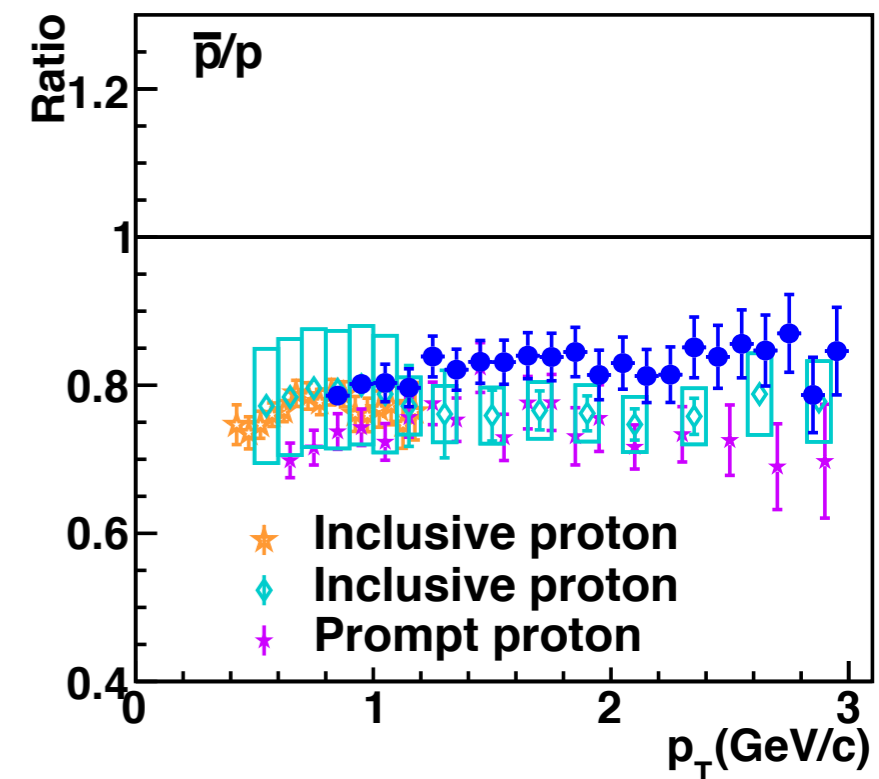 Ratio
p̅/p
1.2
1
0.8
0.6
0.4
Inclusive proton
Inclusive proton
Prompt proton
0 1 2 3
pT(GeV/c)